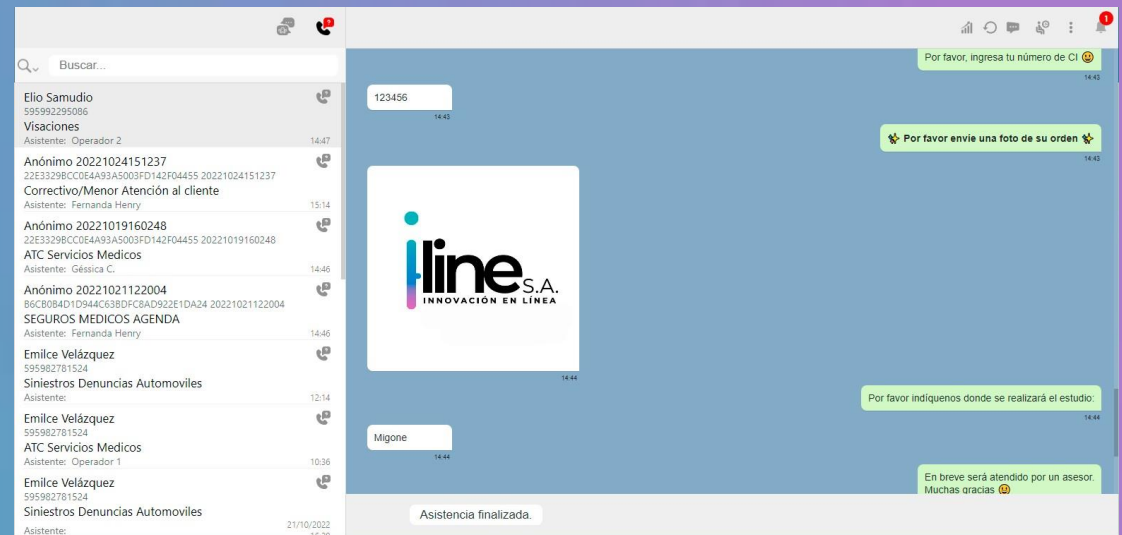 Buscar...
Elio Samudio
595992295086
Visaciones
Asistente: Operador 2 14:47
Anónimo 20221024151237
22E3329BCC0E4A93A5003FD142F04455 20221024151237
Correctivo/Menor Atención al cliente
Asistente: Fernanda Henry 15:14
Anónimo 20221019160248
22E3329BCC0E4A93A5003FD142F04455 20221019160248
ATC Servicios Medicos
Asistente: Géssica C. 14:46
Anónimo 20221021122004
86CB0B4D1D944C63BDFC8AD922E1DA24 20221021122004
SEGUROS MEDICOS AGENDA
Asistente: Fernanda Henry 14:46
Emilce Velázquez
595982781524
Siniestros Denuncias Automoviles
Asistente: 12:14
Emilce Velázquez
595982781524
ATC Servicios Medicos
Asistente: Operador 1 10:36
Emilce Velázquez
595982781524
Siniestros Denuncias Automoviles
21/10/2022
Asistente:
1
Por favor, ingresa tu número de CI
14:43
123456
14:43
Por favor envíe una foto de su orden
14:43
i-line S.A.
INNOVACIÓN EN LÍNEA
14:44
Por favor indíquenos donde se realizará el estudio:
14:44
Migone
14:44
En breve será atendido por un asesor.
Muchas gracias
Asistencia finalizada.